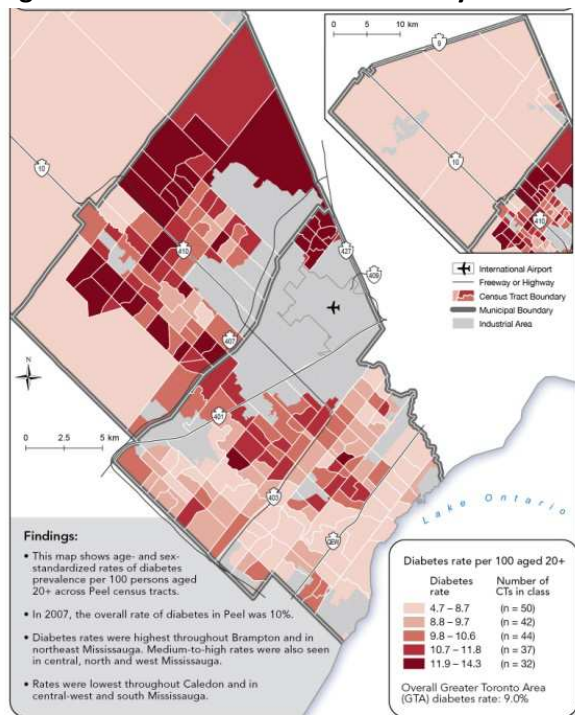 0 5 10 km
9
10
410
10
410
427
409
407
401
403
QEW
International Airport
Freeway or Highway
Census Tract Boundary
Municipal Boundary
Industrial Area
N
0 2.5 5 km
Lake Ontario
Findings:
• This map shows age- and sex-
standardized rates of diabetes
prevalence per 100 persons aged
20+ across Peel census tracts.
• In 2007, the overall rate of diabetes in Peel was 10%.
• Diabetes rates were highest throughout Brampton and in
northeast Mississauga. Medium-to-high rates were also seen
in central, north and west Mississauga.
• Rates were lowest throughout Caledon and in
central-west and south Mississauga.
Diabetes rate per 100 aged 20+
Diabetes Number of
rate CTs in class
4.7 – 8.7 (n = 50)
8.8 – 9.7 (n = 42)
9.8 – 10.6 (n = 44)
10.7 – 11.8 (n = 37)
11.9 – 14.3 (n = 32)
Overall Greater Toronto Area
(GTA) diabetes rate: 9.0%